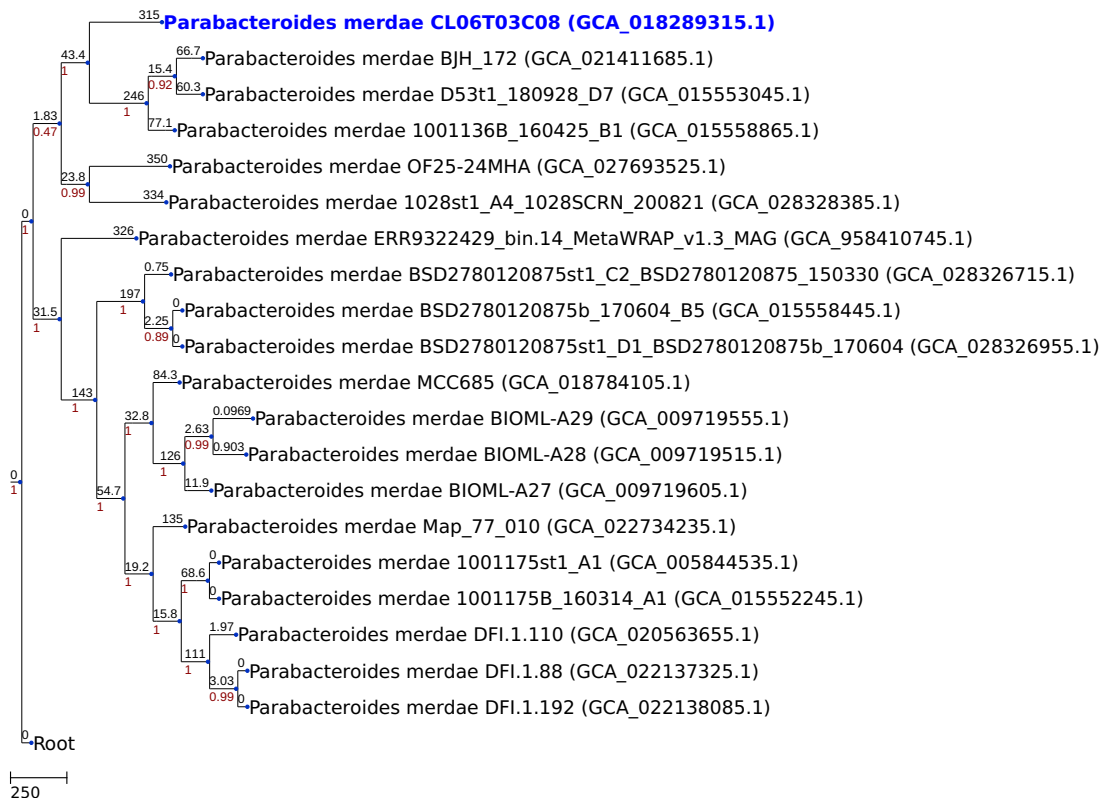 315
Parabacteroides merdae CL06T03C08 (GCA_018289315.1)
43.4
1
66.7
Parabacteroides merdae BJH_172 (GCA_021411685.1)
15.4
0.92
60.3
Parabacteroides merdae D53t1_180928_D7 (GCA_015553045.1)
246
1
77.1
Parabacteroides merdae 1001136B_160425_B1 (GCA_015558865.1)
1.83
0.47
350
Parabacteroides merdae OF25-24MHA (GCA_027693525.1)
23.8
0.99
334
Parabacteroides merdae 1028st1_A4_1028SCRN_200821 (GCA_028328385.1)
0
1
326
Parabacteroides merdae ERR9322429_bin.14_MetaWRAP_v1.3_MAG (GCA_958410745.1)
0.75
Parabacteroides merdae BSD2780120875st1_C2_BSD2780120875_150330 (GCA_028326715.1)
197
1
0
Parabacteroides merdae BSD2780120875b_170604_B5 (GCA_015558445.1)
31.5
1
2.25
0.89
0
Parabacteroides merdae BSD2780120875st1_D1_BSD2780120875b_170604 (GCA_028326955.1)
143
1
84.3
Parabacteroides merdae MCC685 (GCA_018784105.1)
32.8
1
0.0969
Parabacteroides merdae BIOML-A29 (GCA_009719555.1)
2.63
0.99
0.903
Parabacteroides merdae BIOML-A28 (GCA_009719515.1)
126
1
11.9
Parabacteroides merdae BIOML-A27 (GCA_009719605.1)
0
1
54.7
1
135
Parabacteroides merdae Map_77_010 (GCA_022734235.1)
19.2
1
0
Parabacteroides merdae 1001175st1_A1 (GCA_005844535.1)
68.6
1
0
Parabacteroides merdae 1001175B_160314_A1 (GCA_015552245.1)
15.8
1
1.97
Parabacteroides merdae DFI.1.110 (GCA_020563655.1)
111
1
0
Parabacteroides merdae DFI.1.88 (GCA_022137325.1)
3.03
0.99
0
Parabacteroides merdae DFI.1.192 (GCA_022138085.1)
0
Root
250